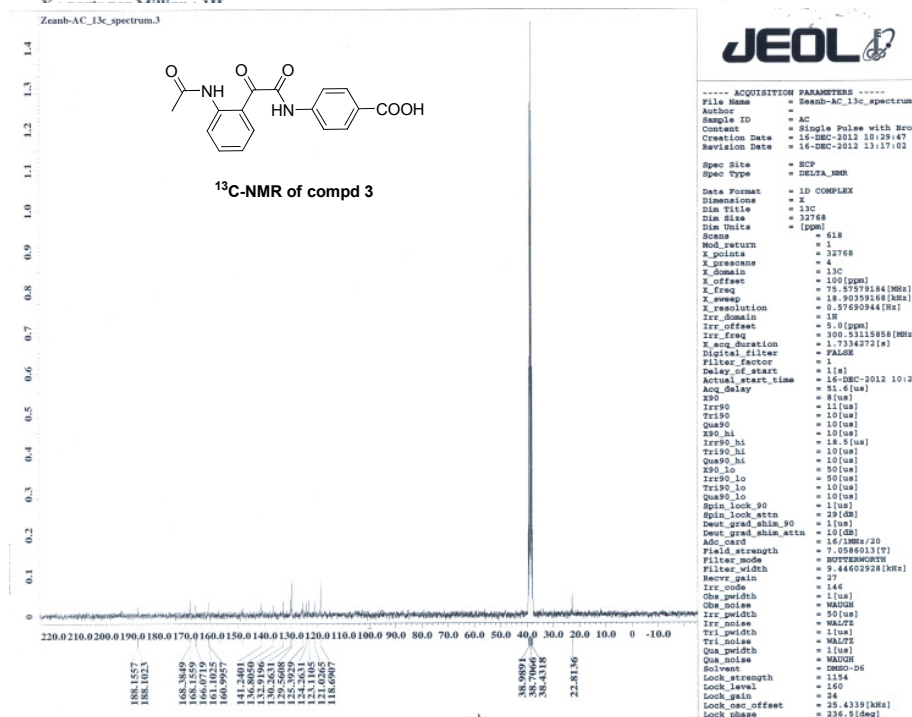 Zeanb-AC_13c_spectrum.3
JEOL
O
NH
O
O
HN
COOH
13C-NMR of compd 3
1.4
1.3
1.2
1.1
1.0
0.9
0.8
0.7
0.6
0.5
0.4
0.3
0.2
0.1
0
220.0 210.0 200.0 190.0 180.0 170.0 160.0 150.0 140.0 130.0 120.0 110.0 100.0 90.0 80.0 70.0 60.0 50.0 40.0 30.0 20.0 10.0 0 -10.0
188.1557
188.1023
168.3849
168.1559
166.0719
161.1025
160.9957
141.2401
136.8050
132.9196
130.2631
129.5608
125.3929
124.2631
123.1105
121.0265
118.6907
38.9891
38.7066
38.4318
22.8136
----- ACQUISITION PARAMETERS -----
File Name = Zeanb-AC_13c_spectrum
Author =
Sample ID = AC
Content = Single Pulse with Bro
Creation Date = 16-DEC-2012 10:29:47
Revision Date = 16-DEC-2012 13:17:02
Spec Site = ECP
Spec Type = DELTA_NMR
Data Format = 1D COMPLEX
Dimensions = X
Dim Title = 13C
Dim Size = 32768
Dim Units = [ppm]
Scans = 618
Mod_return = 1
X_points = 32768
X_prescans = 4
X_domain = 13C
X_offset = 100[ppm]
X_freq = 75.57579184[MHz]
X_sweep = 18.90359168[kHz]
X_resolution = 0.57690944[Hz]
Irr_domain = 1H
Irr_offset = 5.0[ppm]
Irr_freq = 300.53115858[MHz
X_acq_duration = 1.7334272[s]
Digital_filter = FALSE
Filter_factor = 1
Delay_of_start = 1[s]
Actual_start_time = 16-DEC-2012 10:2
Acq_delay = 51.6[us]
X90 = 8[us]
Irr90 = 11[us]
Tri90 = 10[us]
Qua90 = 10[us]
X90_hi = 10[us]
Irr90_hi = 18.5[us]
Tri90_hi = 10[us]
Qua90_hi = 10[us]
X90_lo = 50[us]
Irr90_lo = 50[us]
Tri90_lo = 10[us]
Qua90_lo = 10[us]
Spin_lock_90 = 1[us]
Spin_lock_attn = 29[dB]
Deut_grad_shim_90 = 1[us]
Deut_grad_shim_attn = 10[dB]
Adc_card = 16/1MHz/20
Field_strength = 7.0586013[T]
Filter_mode = BUTTERWORTH
Filter_width = 9.44602928[kHz]
Recvr_gain = 27
Irr_code = 146
Obs_pwidth = 1[us]
Obs_noise = WAUGH
Irr_pwidth = 50[us]
Irr_noise = WALTZ
Tri_pwidth = 1[us]
Tri_noise = WALTZ
Qua_pwidth = 1[us]
Qua_noise = WAUGH
Solvent = DMSO-D6
Lock_strength = 1154
Lock_level = 160
Lock_gain = 24
Lock_osc_offset = 25.4339[kHz]
Lock_phase = 236.5[deg]